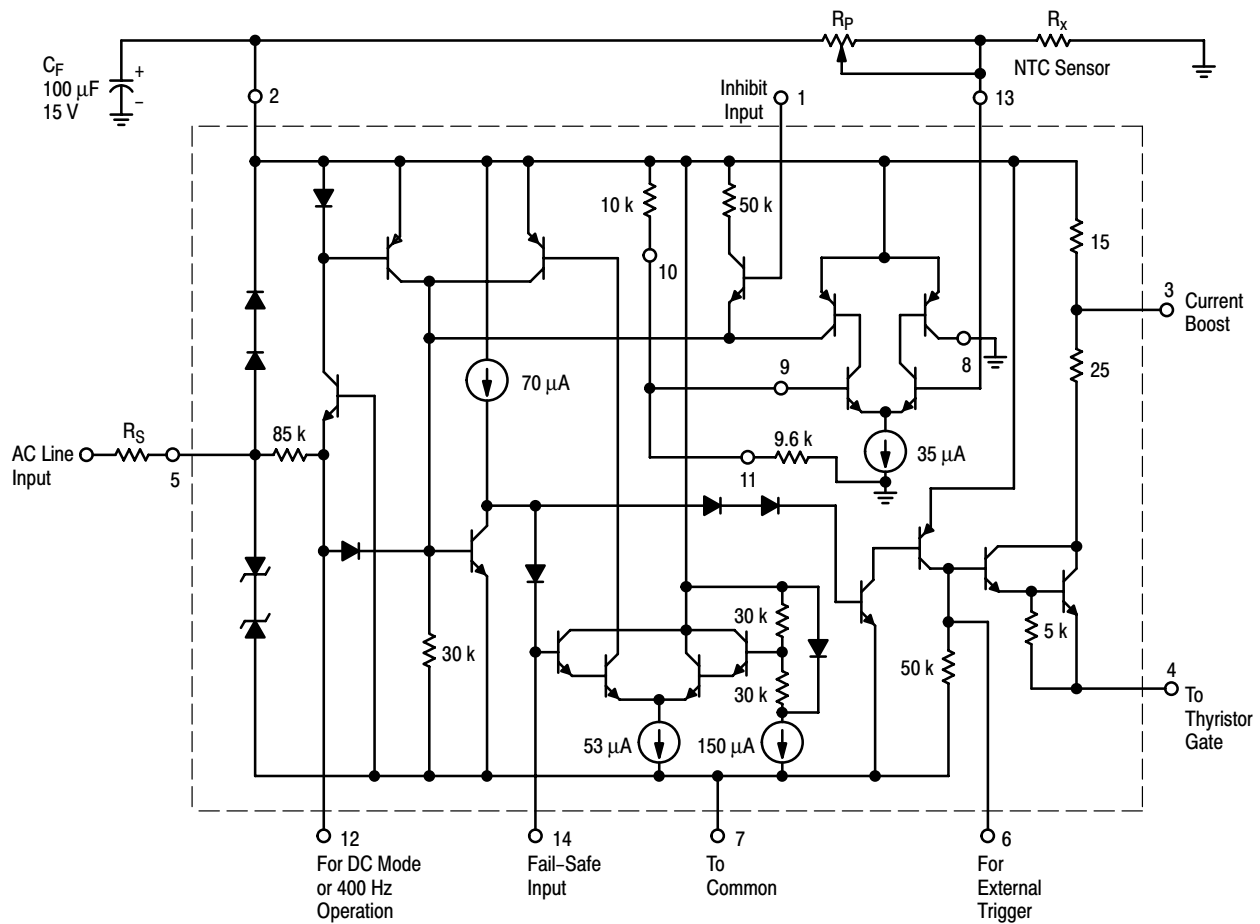 RP
RX
CF
100 µF
15 V
+
–
NTC Sensor
2
Inhibit
Input
1
13
10 k
50 k
15
10
3
Current
Boost
8
25
70 µA
9
AC Line
Input
RS
5
85 k
9.6 k
11
35 µA
30 k
30 k
30 k
5 k
50 k
4
To
Thyristor
Gate
53 µA
150 µA
12
For DC Mode
or 400 Hz
Operation
14
Fail–Safe
Input
7
To
Common
6
For
External
Trigger